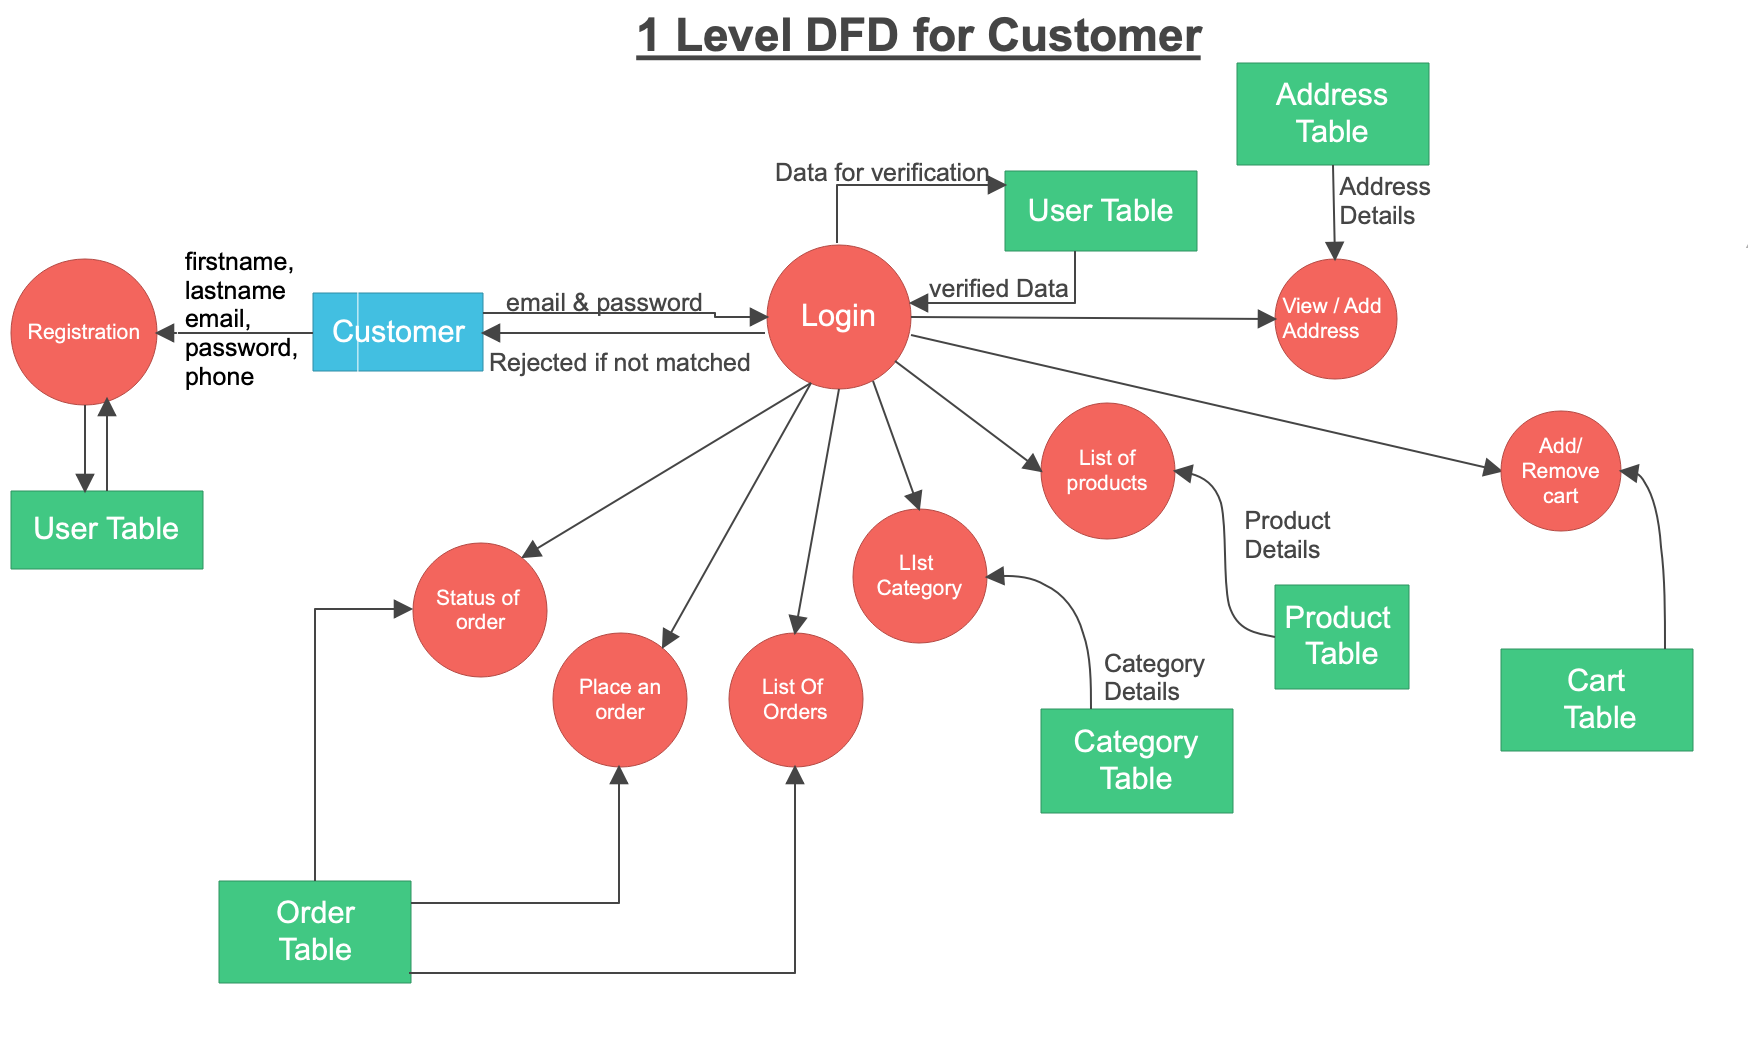 1 Level DFD for Customer
Address
Table
Data for verification
User Table
Address
Details
firstname,
lastname
email,
password,
phone
Registration
Customer
email & password
Rejected if not matched
Login
verified Data
View / Add
Address
User Table
List of
products
Add/
Remove
cart
Product
Details
Status of
order
LIst
Category
Product
Table
Place an
order
List Of
Orders
Category
Details
Cart
Table
Category
Table
Order
Table